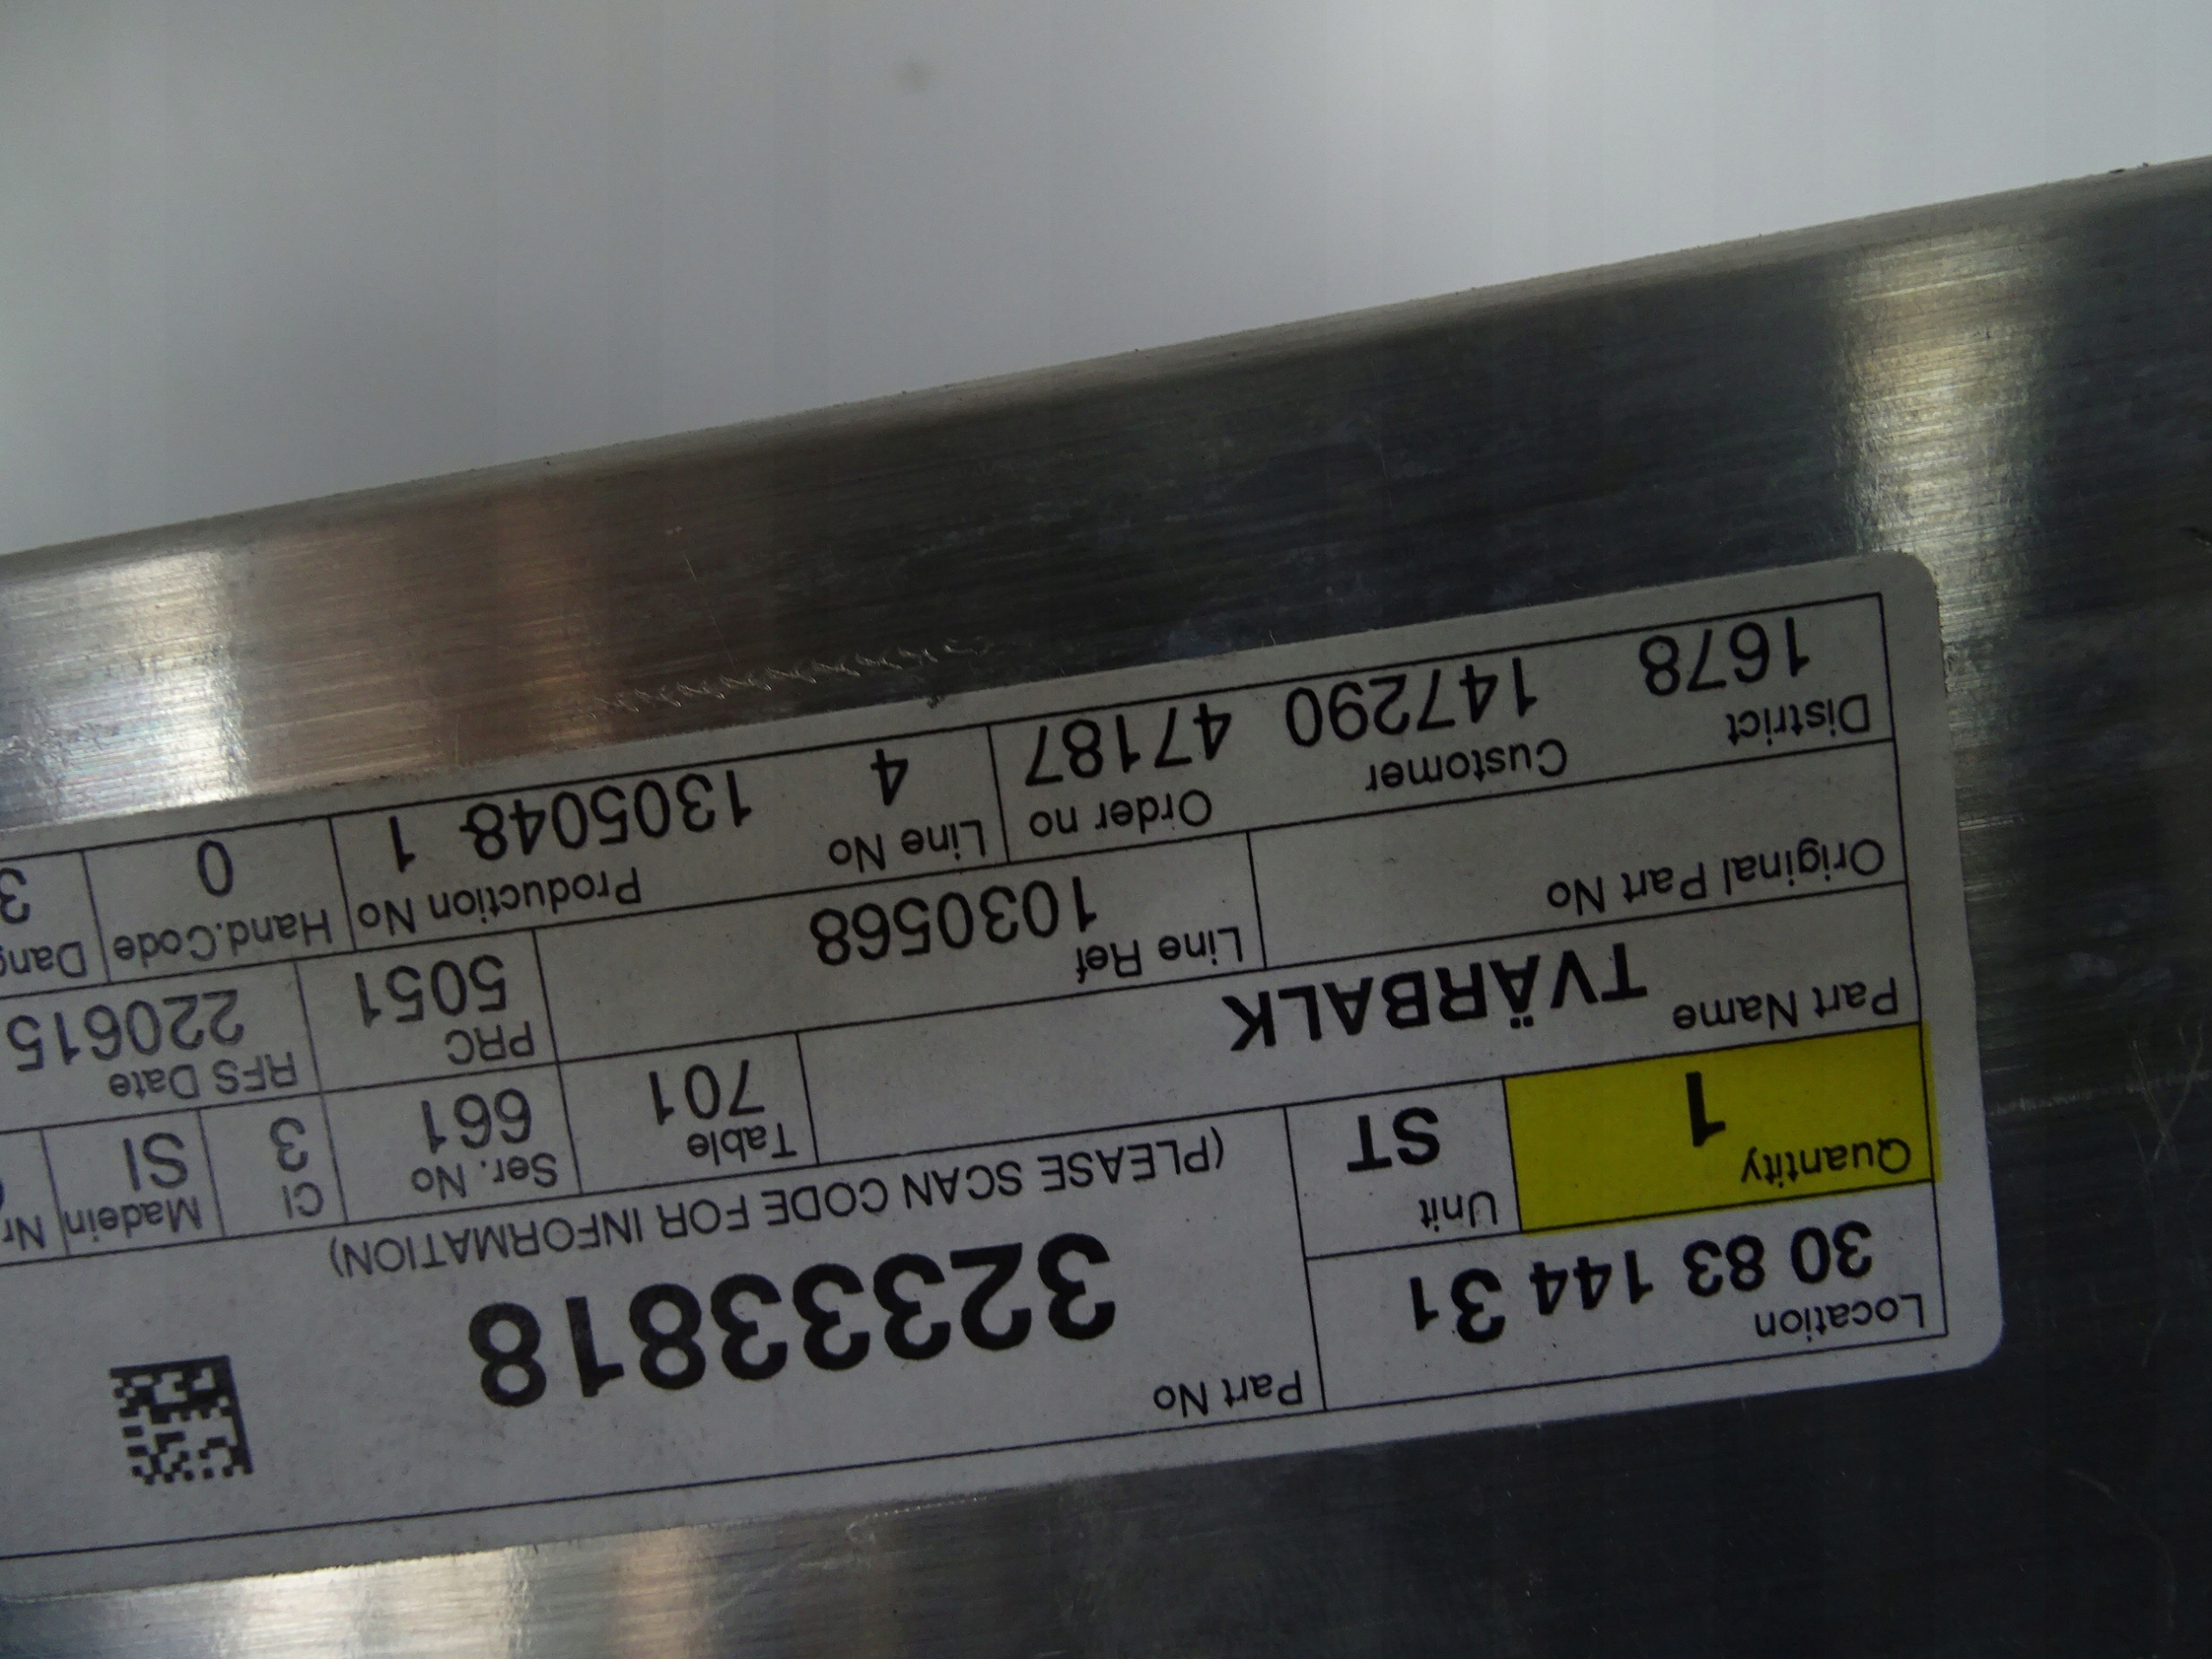 Location
30 83 144 31
Part No
32333818
(PLEASE SCAN CODE FOR INFORMATION)
Quantity
1
Unit
ST
Part Name
TVÄRBALK
Table
701
Ser. No
661
CI
3
Madein
SI
Original Part No
Line Ref
1030568
PRC
5051
RFS Date
220615
District
1678
Customer
147290
Order no
47187
Line No
4
Production No
1305048- 1
Hand.Code
0